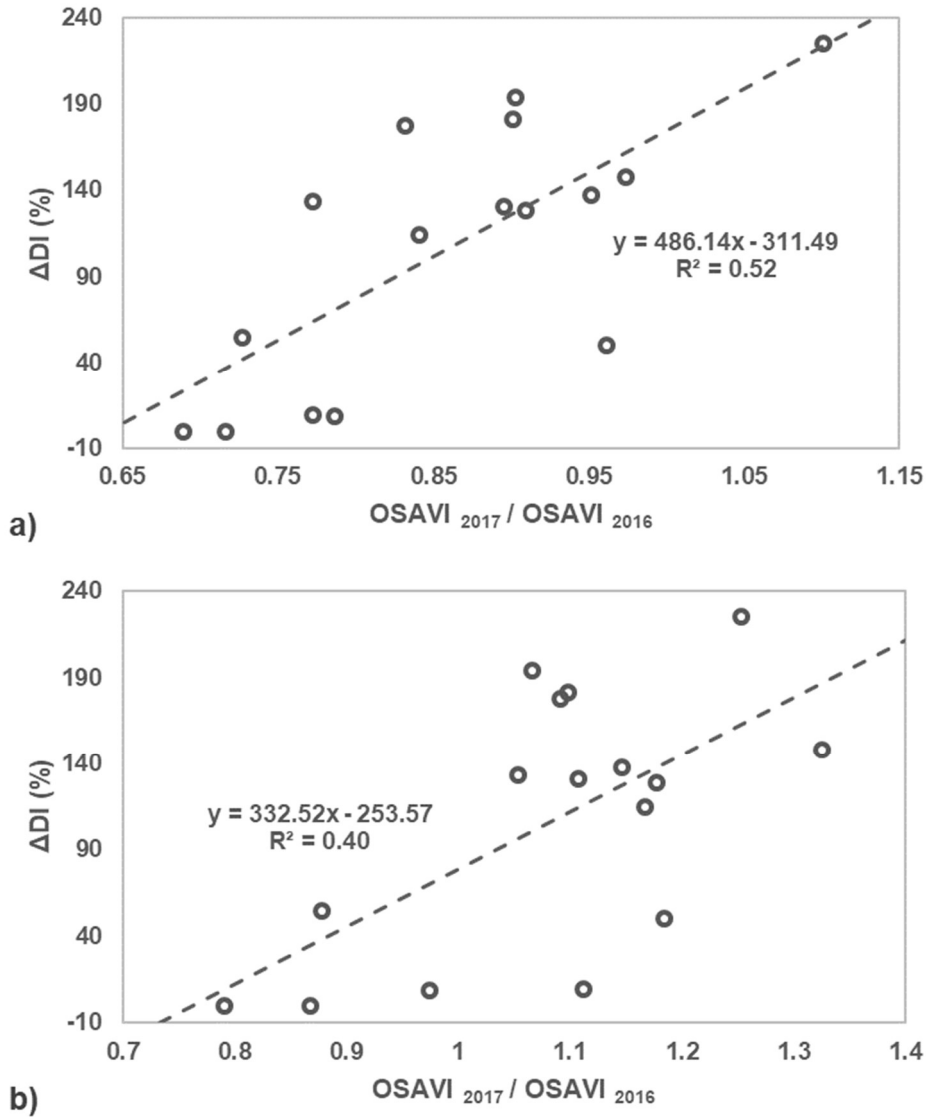 240
190
140
90
40
-10
ΔDI (%)
y = 486.14x - 311.49
R² = 0.52
0.65 0.75 0.85 0.95 1.05 1.15
OSAVI 2017 / OSAVI 2016
a)
240
190
140
90
40
-10
ΔDI (%)
y = 332.52x - 253.57
R² = 0.40
0.7 0.8 0.9 1 1.1 1.2 1.3 1.4
OSAVI 2017 / OSAVI 2016
b)